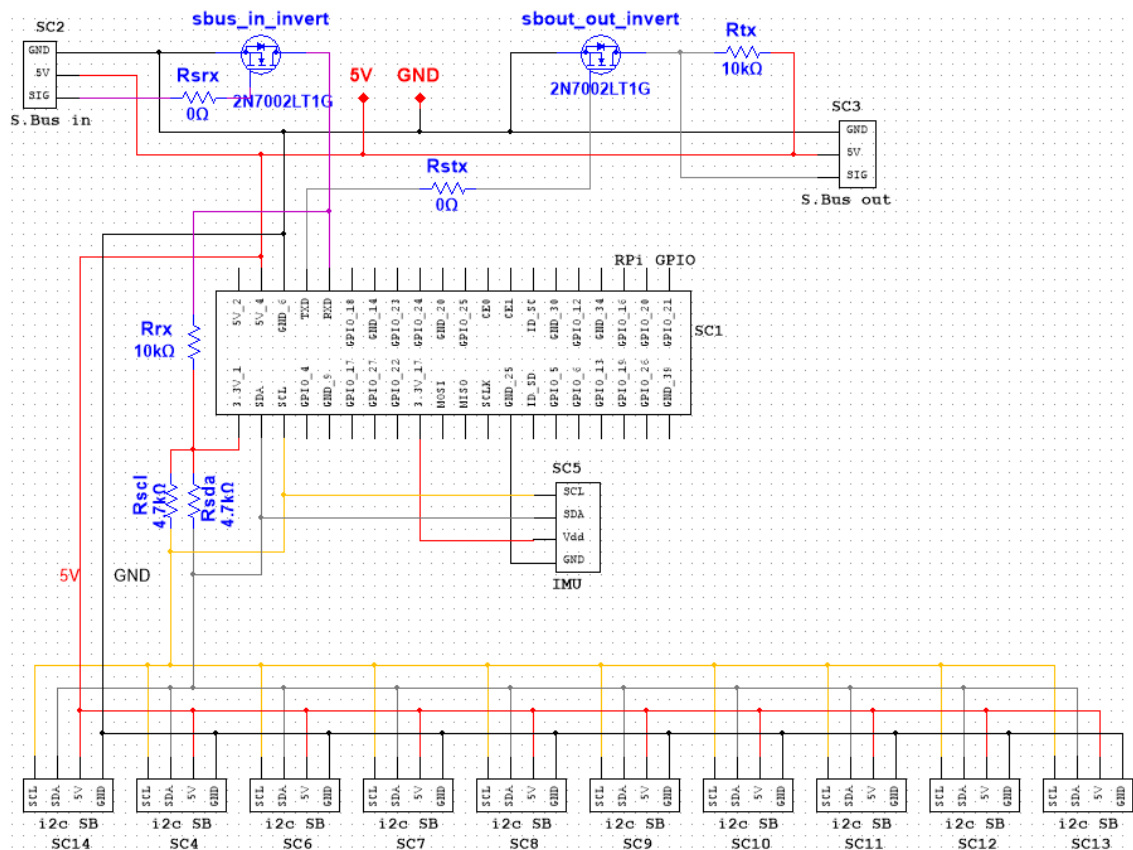 sbus_in_invert
sbout_out_invert
SC2
GND
5V
SIG
S.Bus in
Rsrx
0Ω
2N7002LT1G
5V
GND
2N7002LT1G
Rtx
10kΩ
SC3
GND
5V
SIG
S.Bus out
Rstx
0Ω
RPi GPIO
5V_2
5V_4
GND_6
TXD
RXD
GPIO_18
GND_14
GPIO_23
GPIO_24
GND_20
GPIO_25
CE0
CE1
ID_SC
GND_30
GPIO_12
GND_34
GPIO_16
GPIO_20
GPIO_21
SC1
Rrx
10kΩ
3.3V_1
SDA
SCL
GPIO_4
GND_9
GPIO_17
GPIO_27
GPIO_22
3.3V_17
MOSI
MISO
SCLK
GND_25
ID_SD
GPIO_5
GPIO_6
GPIO_13
GPIO_19
GPIO_26
GND_39
Rscl
4.7kΩ
Rsda
4.7kΩ
SC5
SCL
SDA
Vdd
GND
IMU
5V
GND
SCL SDA 5V GND
SCL SDA 5V GND
SCL SDA 5V GND
SCL SDA 5V GND
SCL SDA 5V GND
SCL SDA 5V GND
SCL SDA 5V GND
SCL SDA 5V GND
SCL SDA 5V GND
SCL SDA 5V GND
i2c SB i2c SB i2c SB i2c SB i2c SB i2c SB i2c SB i2c SB i2c SB i2c SB
SC14 SC4 SC6 SC7 SC8 SC9 SC10 SC11 SC12 SC13